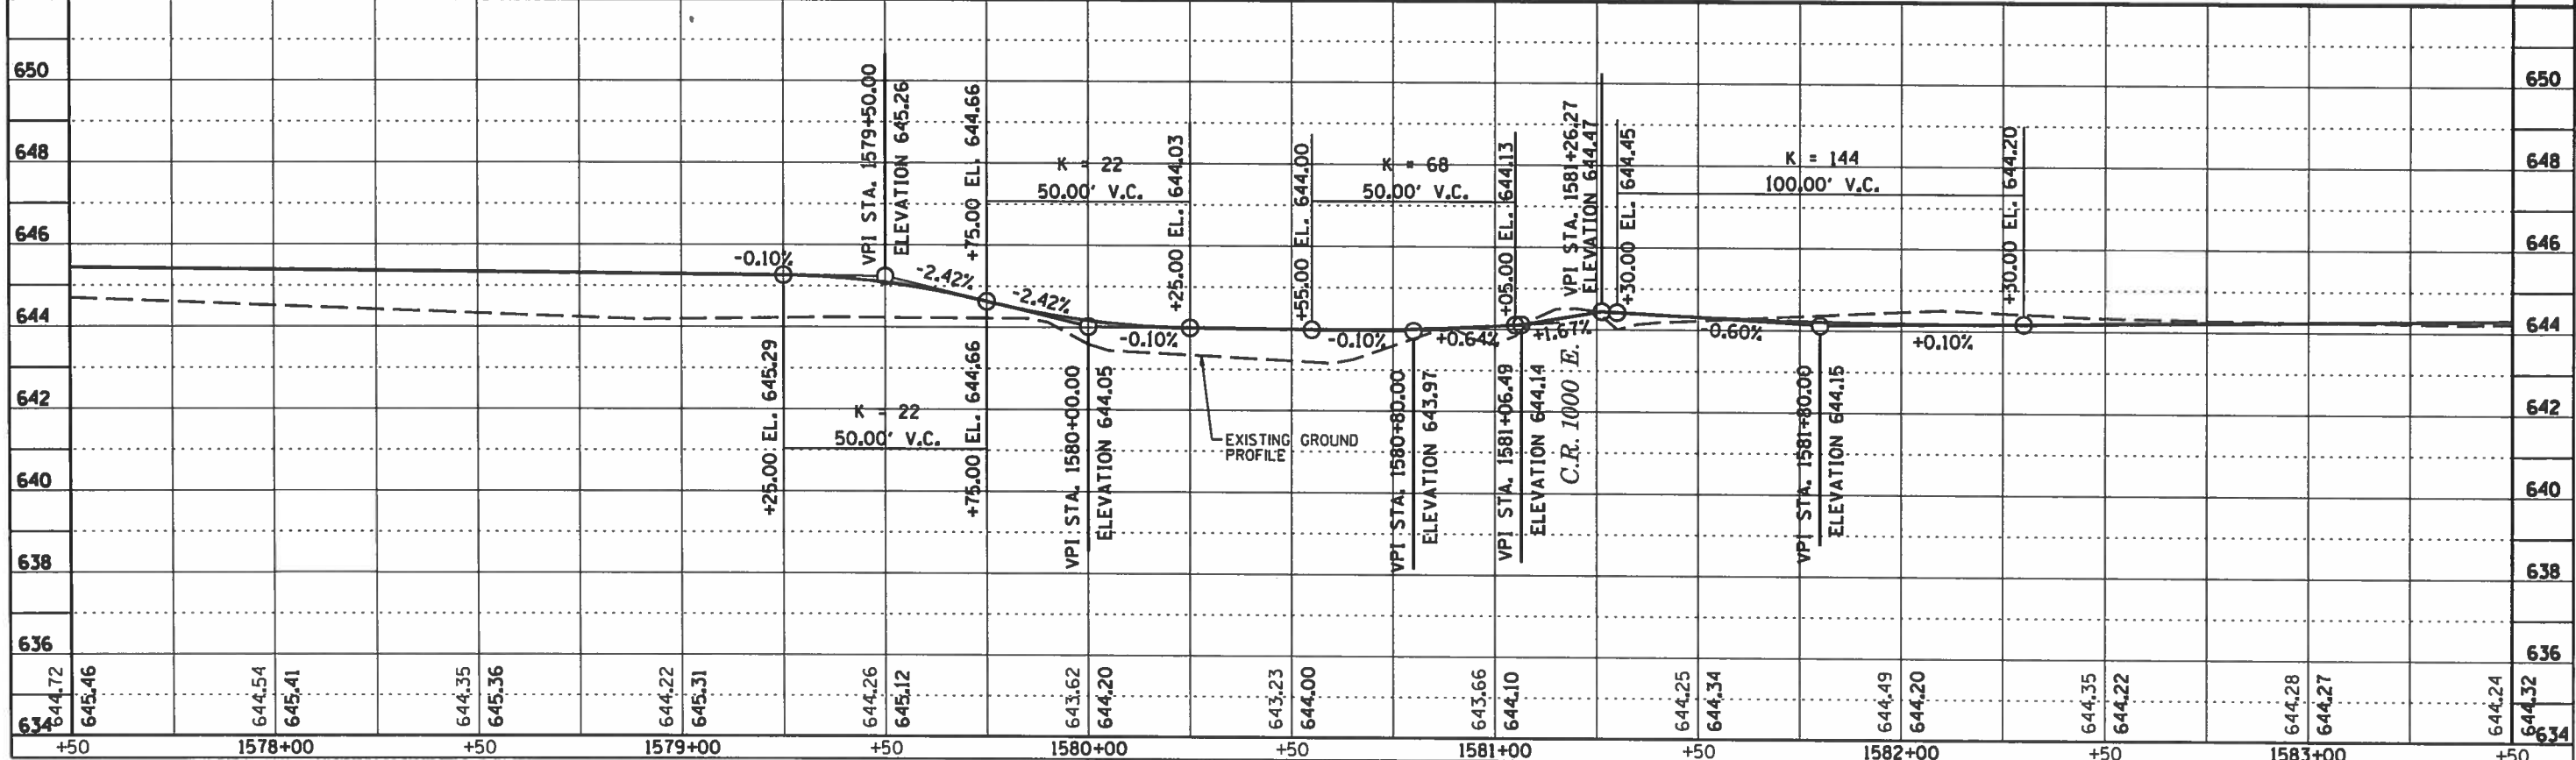 650
648
646
644
642
640
638
636
634
650
648
646
644
642
640
638
636
634
-0.10%
VPI STA. 1579+50.00
ELEVATION 645.26
-2.42%
+75.00 EL. 644.66
-2.42%
K = 22
50.00' V.C.
+25.00 EL. 644.03
-0.10%
+55.00 EL. 644.00
-0.10%
K = 68
50.00' V.C.
+0.64%
+05.00 EL. 644.13
+1.67%
VPI STA. 1581+26.27
ELEVATION 644.47
+30.00 EL. 644.45
-0.60%
K = 144
100.00' V.C.
+0.10%
+30.00 EL. 644.20
+25.00 EL. 645.29
K = 22
50.00' V.C.
+75.00 EL. 644.66
VPI STA. 1580+00.00
ELEVATION 644.05
EXISTING GROUND
PROFILE
VPI STA. 1580+80.00
ELEVATION 643.97
VPI STA. 1581+06.49
ELEVATION 644.14
C.R. 1000 E.
VPI STA. 1581+80.00
ELEVATION 644.15
644.72
645.46
644.54
645.41
644.35
645.36
644.22
645.31
644.26
645.12
643.62
644.20
643.23
644.00
643.66
644.10
644.25
644.34
644.49
644.20
644.35
644.22
644.28
644.27
644.24
644.32
+50 1578+00 +50 1579+00 +50 1580+00 +50 1581+00 +50 1582+00 +50 1583+00 +50